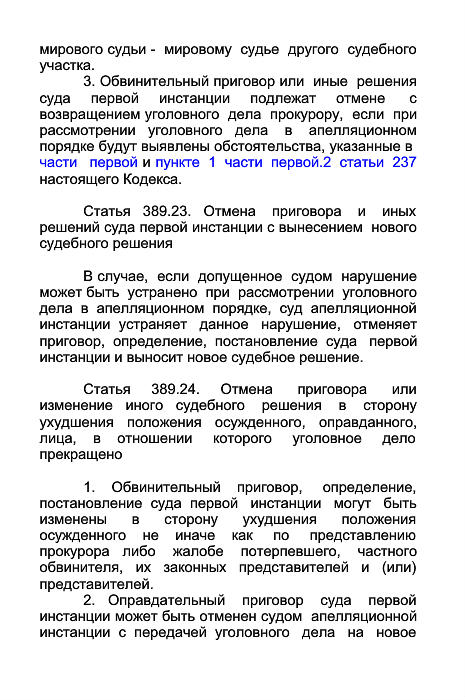 мирового судьи - мировому судье другого судебного
участка.
3. Обвинительный приговор или иные решения
суда первой инстанции подлежат отмене с
возвращением уголовного дела прокурору, если при
рассмотрении уголовного дела в апелляционном
порядке будут выявлены обстоятельства, указанные в
части первой и пункте 1 части первой.2 статьи 237
настоящего Кодекса.
Статья 389.23. Отмена приговора и иных
решений суда первой инстанции с вынесением нового
судебного решения
В случае, если допущенное судом нарушение
может быть устранено при рассмотрении уголовного
дела в апелляционном порядке, суд апелляционной
инстанции устраняет данное нарушение, отменяет
приговор, определение, постановление суда первой
инстанции и выносит новое судебное решение.
Статья 389.24. Отмена приговора или
изменение иного судебного решения в сторону
ухудшения положения осужденного, оправданного,
лица, в отношении которого уголовное дело
прекращено
1. Обвинительный приговор, определение,
постановление суда первой инстанции могут быть
изменены в сторону ухудшения положения
осужденного не иначе как по представлению
прокурора либо жалобе потерпевшего, частного
обвинителя, их законных представителей и (или)
представителей.
2. Оправдательный приговор суда первой
инстанции может быть отменен судом апелляционной
инстанции с передачей уголовного дела на новое